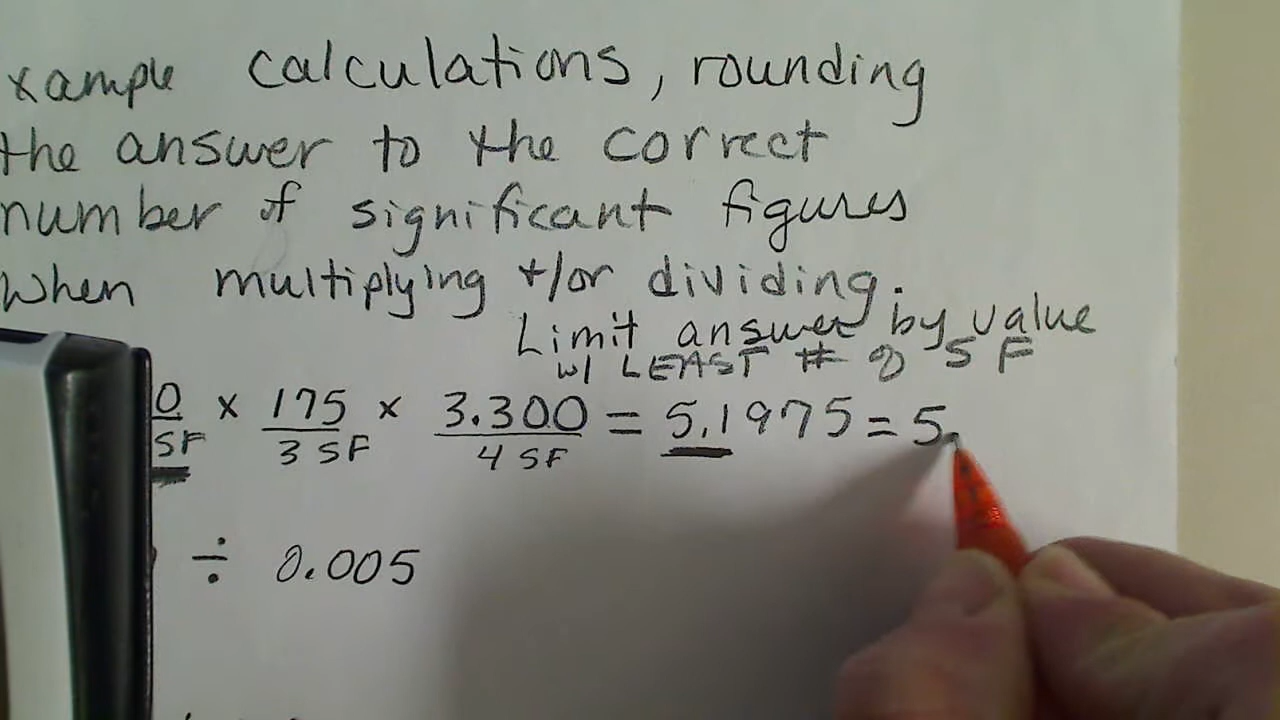 xample calculations, rounding
the answer to the correct
number of significant figures
when multiplying +/or dividing.
Limit answer by value
w/ LEAST # of SF
0 x 175 x 3.300 = 5.1975 = 5.
SF 3 SF 4 SF
÷ 0.005